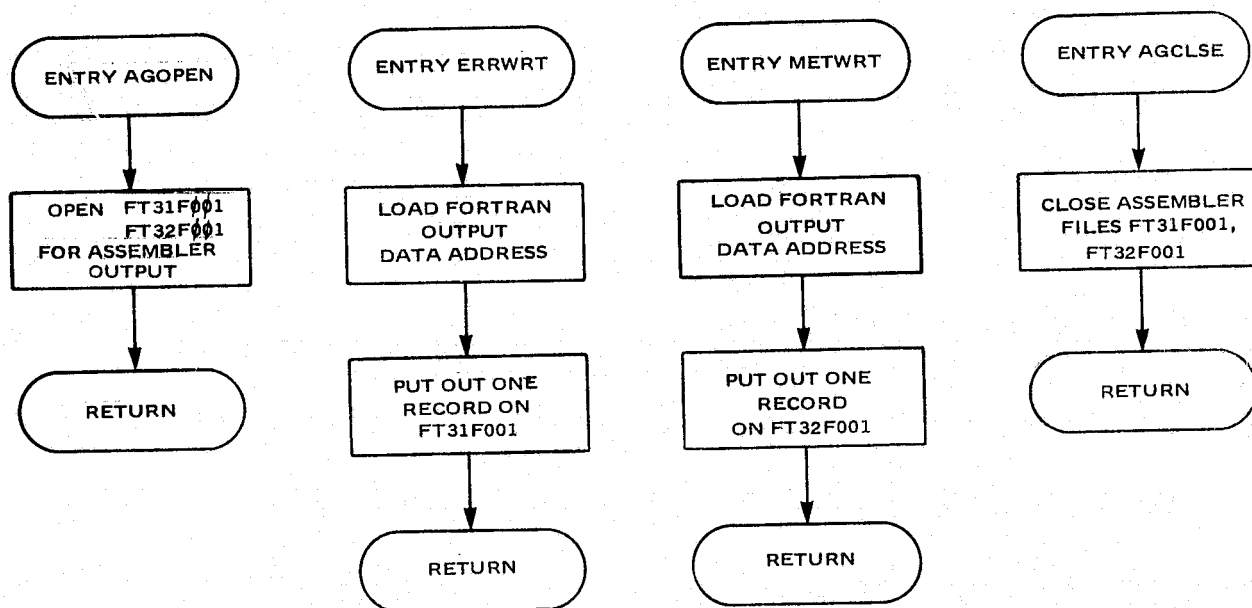 ENTRY AGOPEN
OPEN FT31FØØ1
FT32FØØ1
FOR ASSEMBLER
OUTPUT
RETURN
ENTRY ERRWRT
LOAD FORTRAN
OUTPUT
DATA ADDRESS
PUT OUT ONE
RECORD ON
FT31F001
RETURN
ENTRY METWRT
LOAD FORTRAN
OUTPUT
DATA ADDRESS
PUT OUT ONE
RECORD
ON FT32F001
RETURN
ENTRY AGCLSE
CLOSE ASSEMBLER
FILES FT31F001,
FT32F001
RETURN